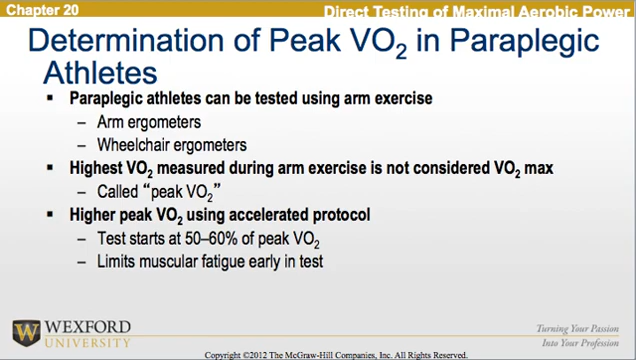 Chapter 20
Direct Testing of Maximal Aerobic Power
Determination of Peak VO2 in Paraplegic
Athletes
▪ Paraplegic athletes can be tested using arm exercise
– Arm ergometers
– Wheelchair ergometers
▪ Highest VO2 measured during arm exercise is not considered VO2 max
– Called “peak VO2”
▪ Higher peak VO2 using accelerated protocol
– Test starts at 50–60% of peak VO2
– Limits muscular fatigue early in test
WEXFORD
UNIVERSITY
Turning Your Passion
Into Your Profession
Copyright ©2012 The McGraw-Hill Companies, Inc. All Rights Reserved.